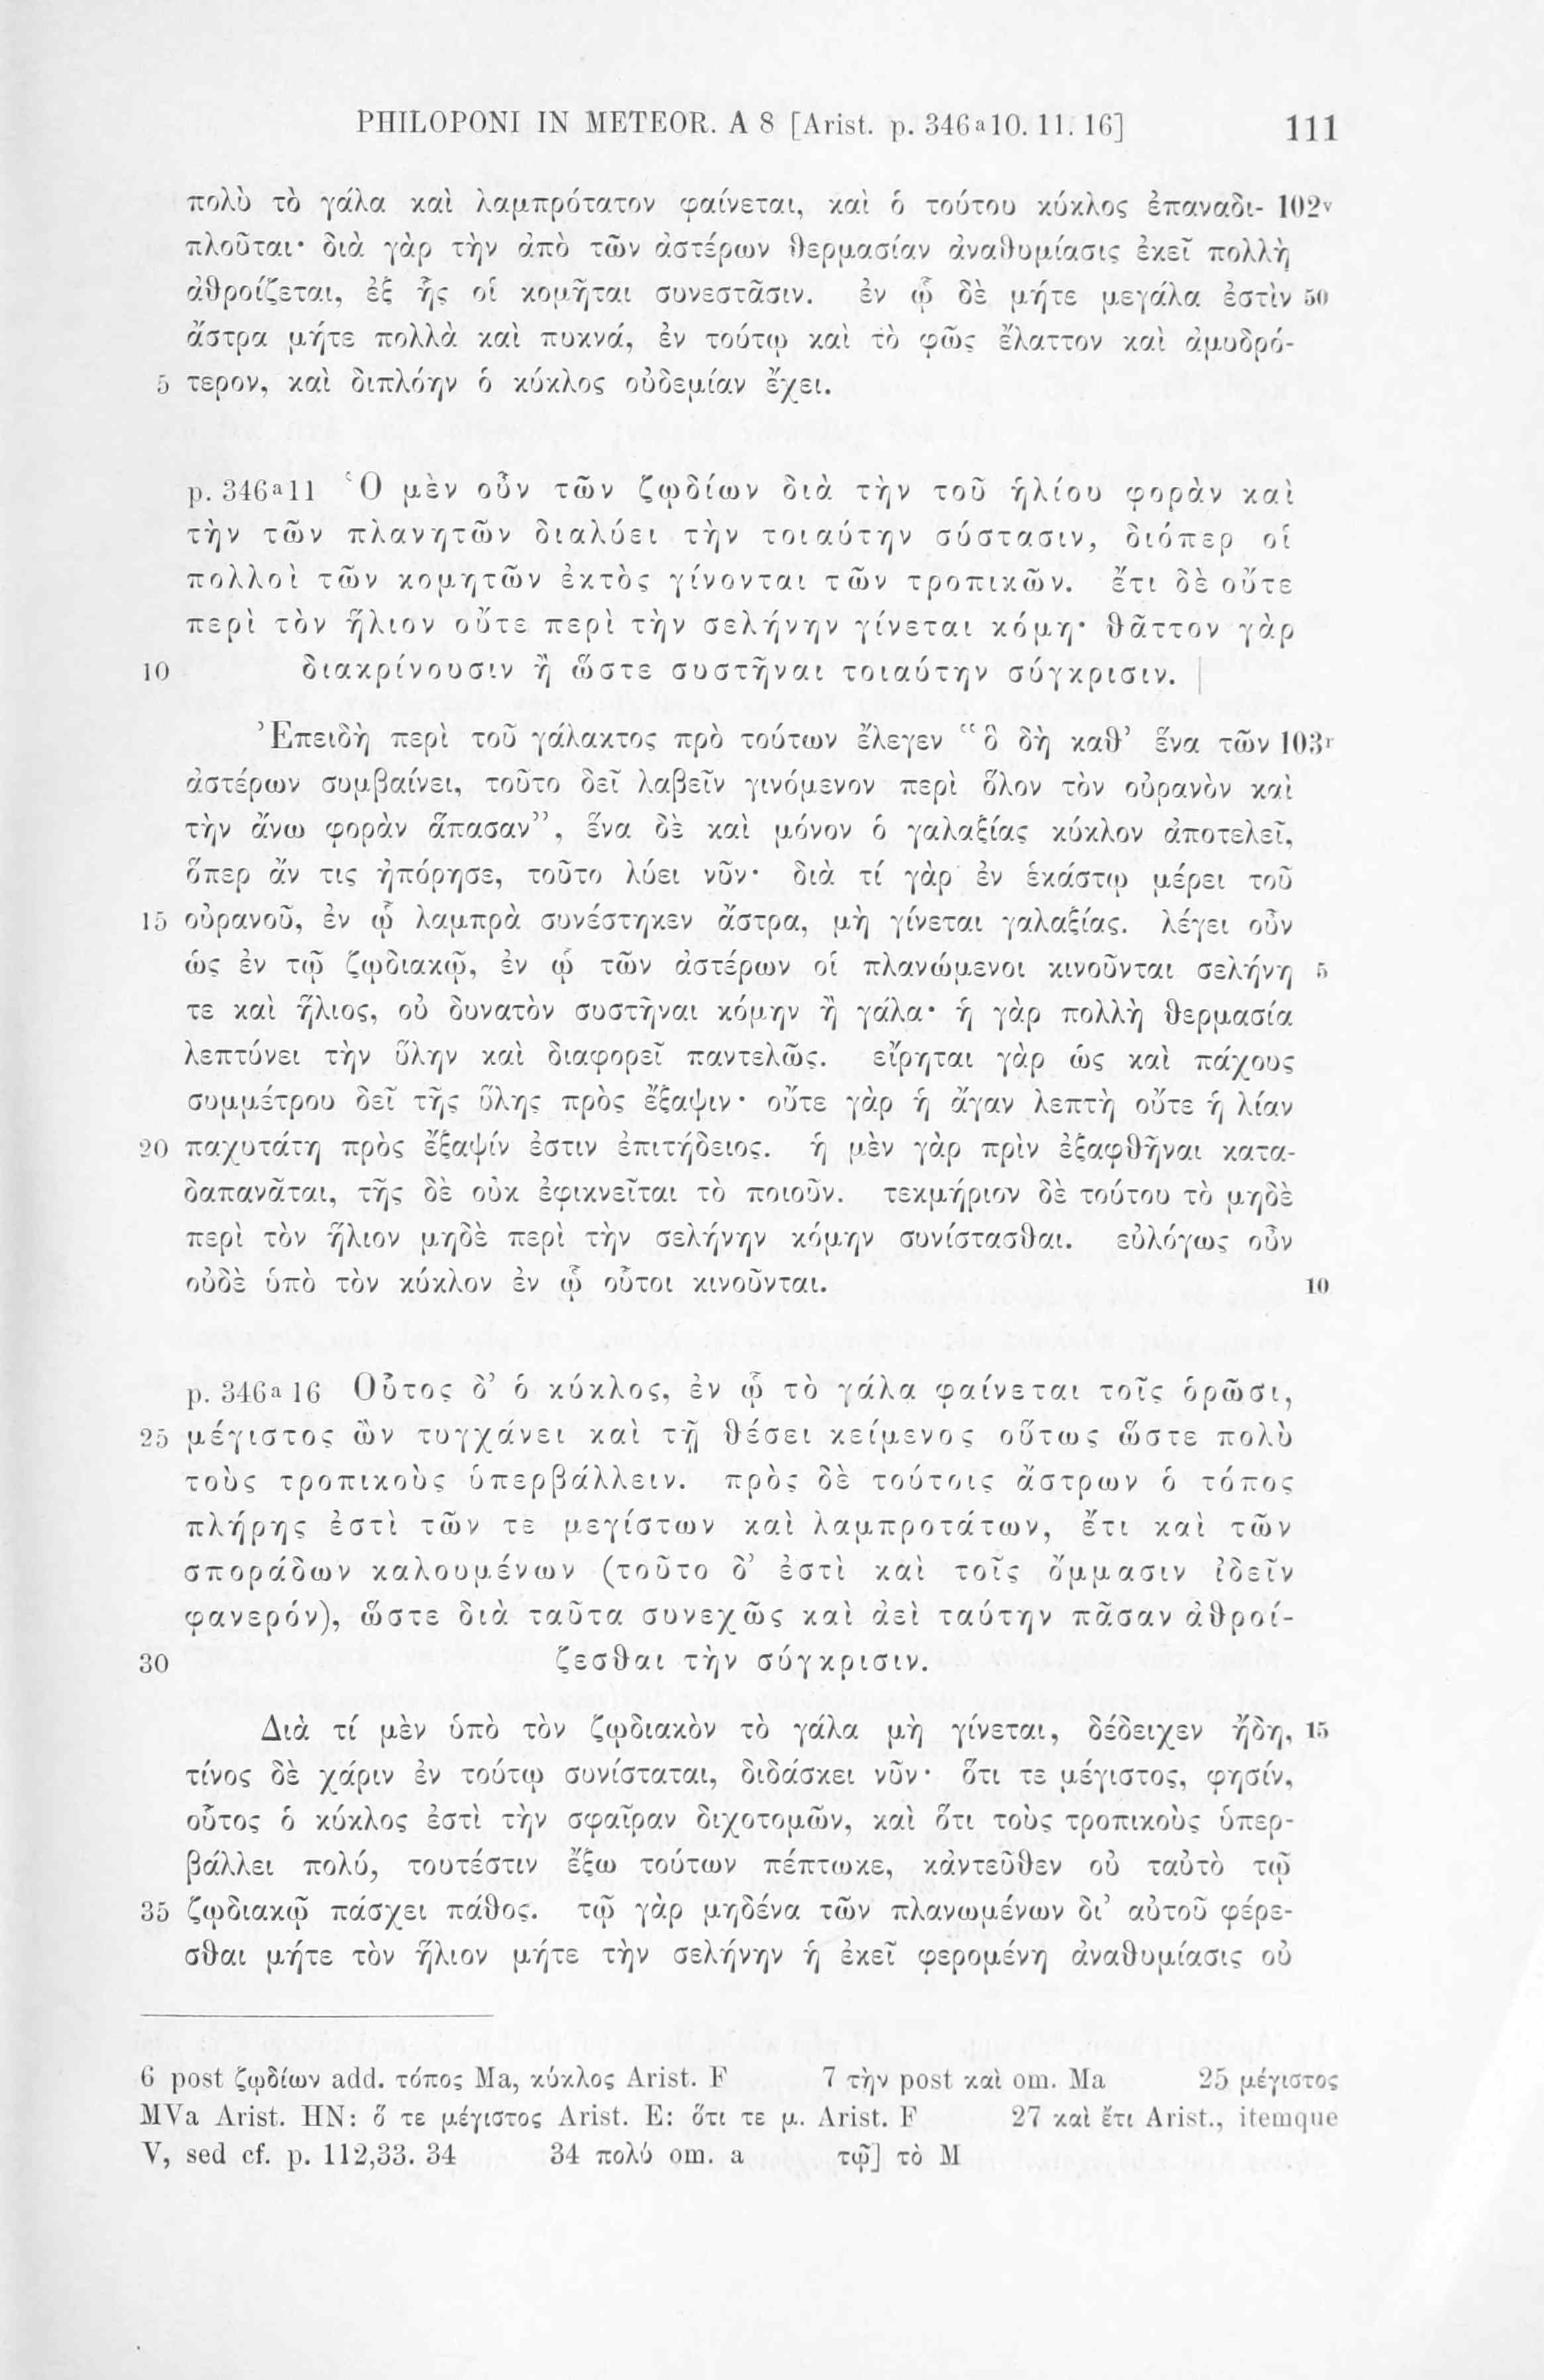 PHILOPONI IN METEOR. A 8 [Arist. p. 346a10. 11. 16] 111
πολὺ τὸ γάλα καὶ λαμπρότατον φαίνεται, καὶ ὁ τούτου κύκλος ἐπαναδι- 102v
πλοῦται· διὰ γὰρ τὴν ἀπὸ τῶν ἀστέρων θερμασίαν ἀναθυμίασις ἐκεῖ πολλὴ
ἀθροίζεται, ἐξ ἧς οἱ κομῆται συνεστᾶσιν. ἐν ᾧ δὲ μήτε μεγάλα ἐστὶν 50
ἄστρα μήτε πολλὰ καὶ πυκνά, ἐν τούτῳ καὶ τὸ φῶς ἔλαττον καὶ ἀμυδρό-
5 τερον, καὶ διπλόην ὁ κύκλος οὐδεμίαν ἔχει.
p. 346a11 Ὁ μὲν οὖν τῶν ζῳδίων διὰ τὴν τοῦ ἡλίου φορὰν καὶ
τὴν τῶν πλανητῶν διαλύει τὴν τοιαύτην σύστασιν, διόπερ οἱ
πολλοὶ τῶν κομητῶν ἐκτὸς γίνονται τῶν τροπικῶν. ἔτι δὲ οὔτε
περὶ τὸν ἥλιον οὔτε περὶ τὴν σελήνην γίνεται κόμη· θᾶττον γὰρ
10 διακρίνουσιν ἢ ὥστε συστῆναι τοιαύτην σύγκρισιν. |
Ἐπειδὴ περὶ τοῦ γάλακτος πρὸ τούτων ἔλεγεν “ὃ δὴ καθ’ ἕνα τῶν 103r
ἀστέρων συμβαίνει, τοῦτο δεῖ λαβεῖν γινόμενον περὶ ὅλον τὸν οὐρανὸν καὶ
τὴν ἄνω φορὰν ἅπασαν”, ἕνα δὲ καὶ μόνον ὁ γαλαξίας κύκλον ἀποτελεῖ,
ὅπερ ἄν τις ἠπόρησε, τοῦτο λύει νῦν· διὰ τί γὰρ ἐν ἑκάστῳ μέρει τοῦ
15 οὐρανοῦ, ἐν ᾧ λαμπρὰ συνέστηκεν ἄστρα, μὴ γίνεται γαλαξίας. λέγει οὖν
ὡς ἐν τῷ ζῳδιακῷ, ἐν ᾧ τῶν ἀστέρων οἱ πλανώμενοι κινοῦνται σελήνη 5
τε καὶ ἥλιος, οὐ δυνατὸν συστῆναι κόμην ἢ γάλα· ἡ γὰρ πολλὴ θερμασία
λεπτύνει τὴν ὕλην καὶ διαφορεῖ παντελῶς. εἴρηται γὰρ ὡς καὶ πάχους
συμμέτρου δεῖ τῆς ὕλης πρὸς ἔξαψιν· οὔτε γὰρ ἡ ἄγαν λεπτὴ οὔτε ἡ λίαν
20 παχυτάτη πρὸς ἔξαψίν ἐστιν ἐπιτήδειος. ἡ μὲν γὰρ πρὶν ἐξαφθῆναι κατα-
δαπανᾶται, τῆς δὲ οὐκ ἐφικνεῖται τὸ ποιοῦν. τεκμήριον δὲ τούτου τὸ μηδὲ
περὶ τὸν ἥλιον μηδὲ περὶ τὴν σελήνην κόμην συνίστασθαι. εὐλόγως οὖν
οὐδὲ ὑπὸ τὸν κύκλον ἐν ᾧ οὗτοι κινοῦνται. 10
p. 346a 16 Οὗτος δ’ ὁ κύκλος, ἐν ᾧ τὸ γάλα φαίνεται τοῖς ὁρῶσι,
25 μέγιστος ὢν τυγχάνει καὶ τῇ θέσει κείμενος οὕτως ὥστε πολὺ
τοὺς τροπικοὺς ὑπερβάλλειν. πρὸς δὲ τούτοις ἄστρων ὁ τόπος
πλήρης ἐστὶ τῶν τε μεγίστων καὶ λαμπροτάτων, ἔτι καὶ τῶν
σποράδων καλουμένων (τοῦτο δ’ ἐστὶ καὶ τοῖς ὄμμασιν ἰδεῖν
φανερόν), ὥστε διὰ ταῦτα συνεχῶς καὶ ἀεὶ ταύτην πᾶσαν ἀθροί-
30 ζεσθαι τὴν σύγκρισιν.
Διὰ τί μὲν ὑπὸ τὸν ζῳδιακὸν τὸ γάλα μὴ γίνεται, δέδειχεν ἤδη, 15
τίνος δὲ χάριν ἐν τούτῳ συνίσταται, διδάσκει νῦν· ὅτι τε μέγιστος, φησίν,
οὗτος ὁ κύκλος ἐστὶ τὴν σφαῖραν διχοτομῶν, καὶ ὅτι τοὺς τροπικοὺς ὑπερ-
βάλλει πολύ, τουτέστιν ἔξω τούτων πέπτωκε, κἀντεῦθεν οὐ ταὐτὸ τῷ
35 ζῳδιακῷ πάσχει πάθος. τῷ γὰρ μηδένα τῶν πλανωμένων δι’ αὐτοῦ φέρε-
σθαι μήτε τὸν ἥλιον μήτε τὴν σελήνην ἡ ἐκεῖ φερομένη ἀναθυμίασις οὐ
6 post ζῳδίων add. τόπος Ma, κύκλος Arist. F 7 τὴν post καὶ om. Ma 25 μέγιστος
MVa Arist. HN: ὅ τε μέγιστος Arist. E: ὅτι τε μ. Arist. F 27 καὶ ἔτι Arist., itemque
V, sed cf. p. 112,33. 34 34 πολύ om. a τῷ] τὸ M